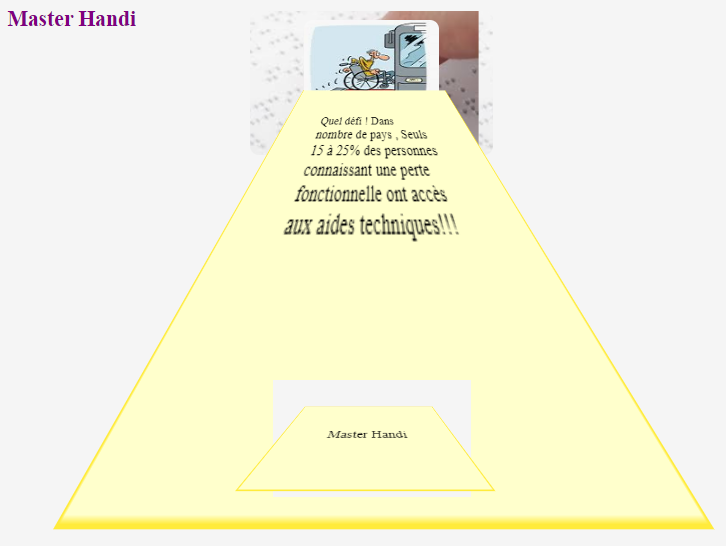 Master Handi
Quel défi ! Dans
nombre de pays , Seuls
15 à 25% des personnes
connaissant une perte
fonctionnelle ont accès
aux aides techniques!!!
Master Handi